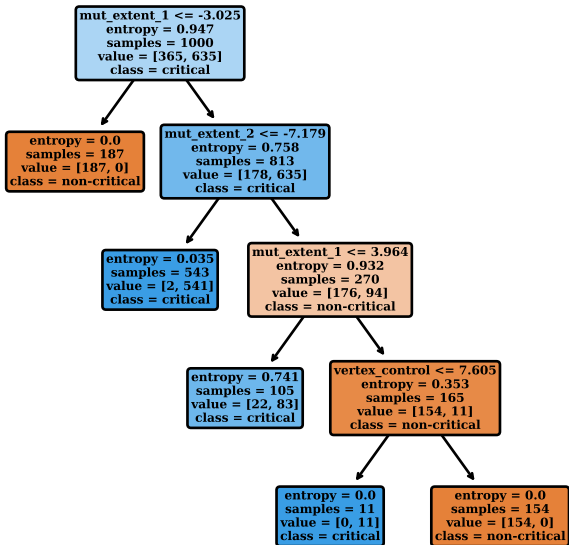 mut_extent_1 <= -3.025
entropy = 0.947
samples = 1000
value = [365, 635]
class = critical
entropy = 0.0
samples = 187
value = [187, 0]
class = non-critical
mut_extent_2 <= -7.179
entropy = 0.758
samples = 813
value = [178, 635]
class = critical
entropy = 0.035
samples = 543
value = [2, 541]
class = critical
mut_extent_1 <= 3.964
entropy = 0.932
samples = 270
value = [176, 94]
class = non-critical
entropy = 0.741
samples = 105
value = [22, 83]
class = critical
vertex_control <= 7.605
entropy = 0.353
samples = 165
value = [154, 11]
class = non-critical
entropy = 0.0
samples = 11
value = [0, 11]
class = critical
entropy = 0.0
samples = 154
value = [154, 0]
class = non-critical